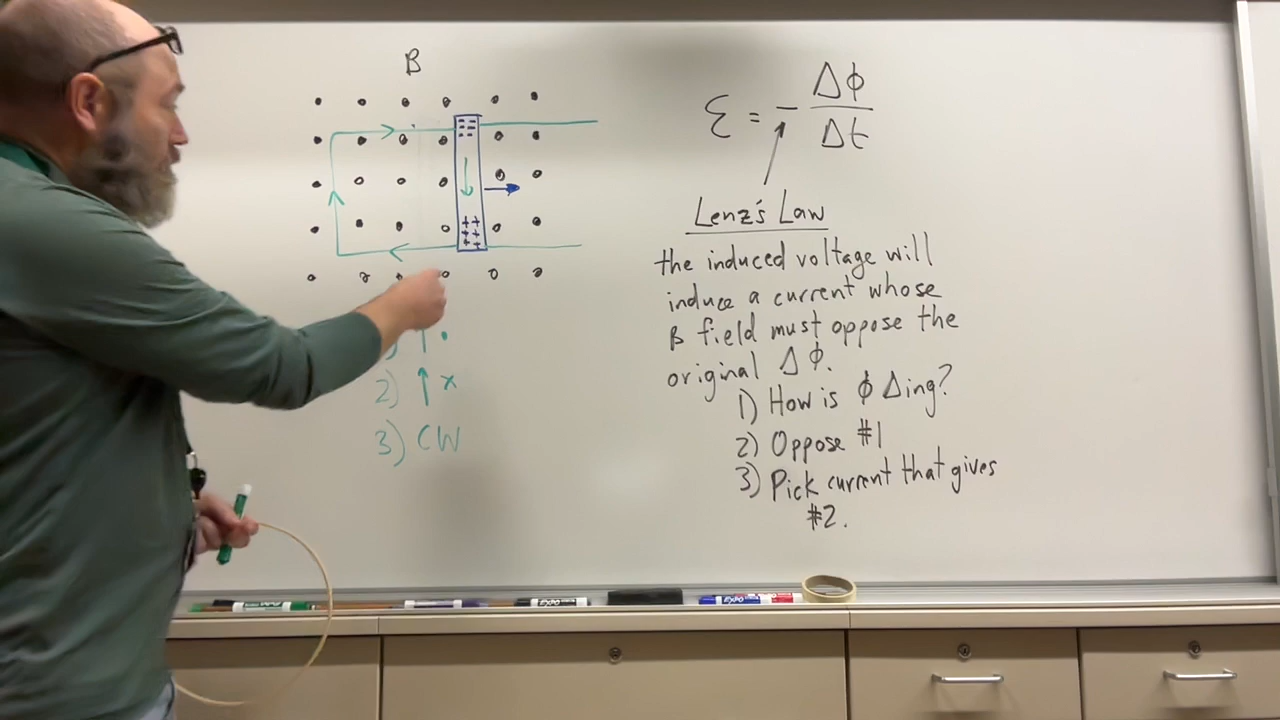 B
ε = - Δϕ/Δt
Lenz's Law
the induced voltage will
induce a current whose
B field must oppose the
original Δϕ.
1) How is ϕ Δing?
2) Oppose #1
3) Pick current that gives
#2.
↑ •
2) ↑ x
3) CW